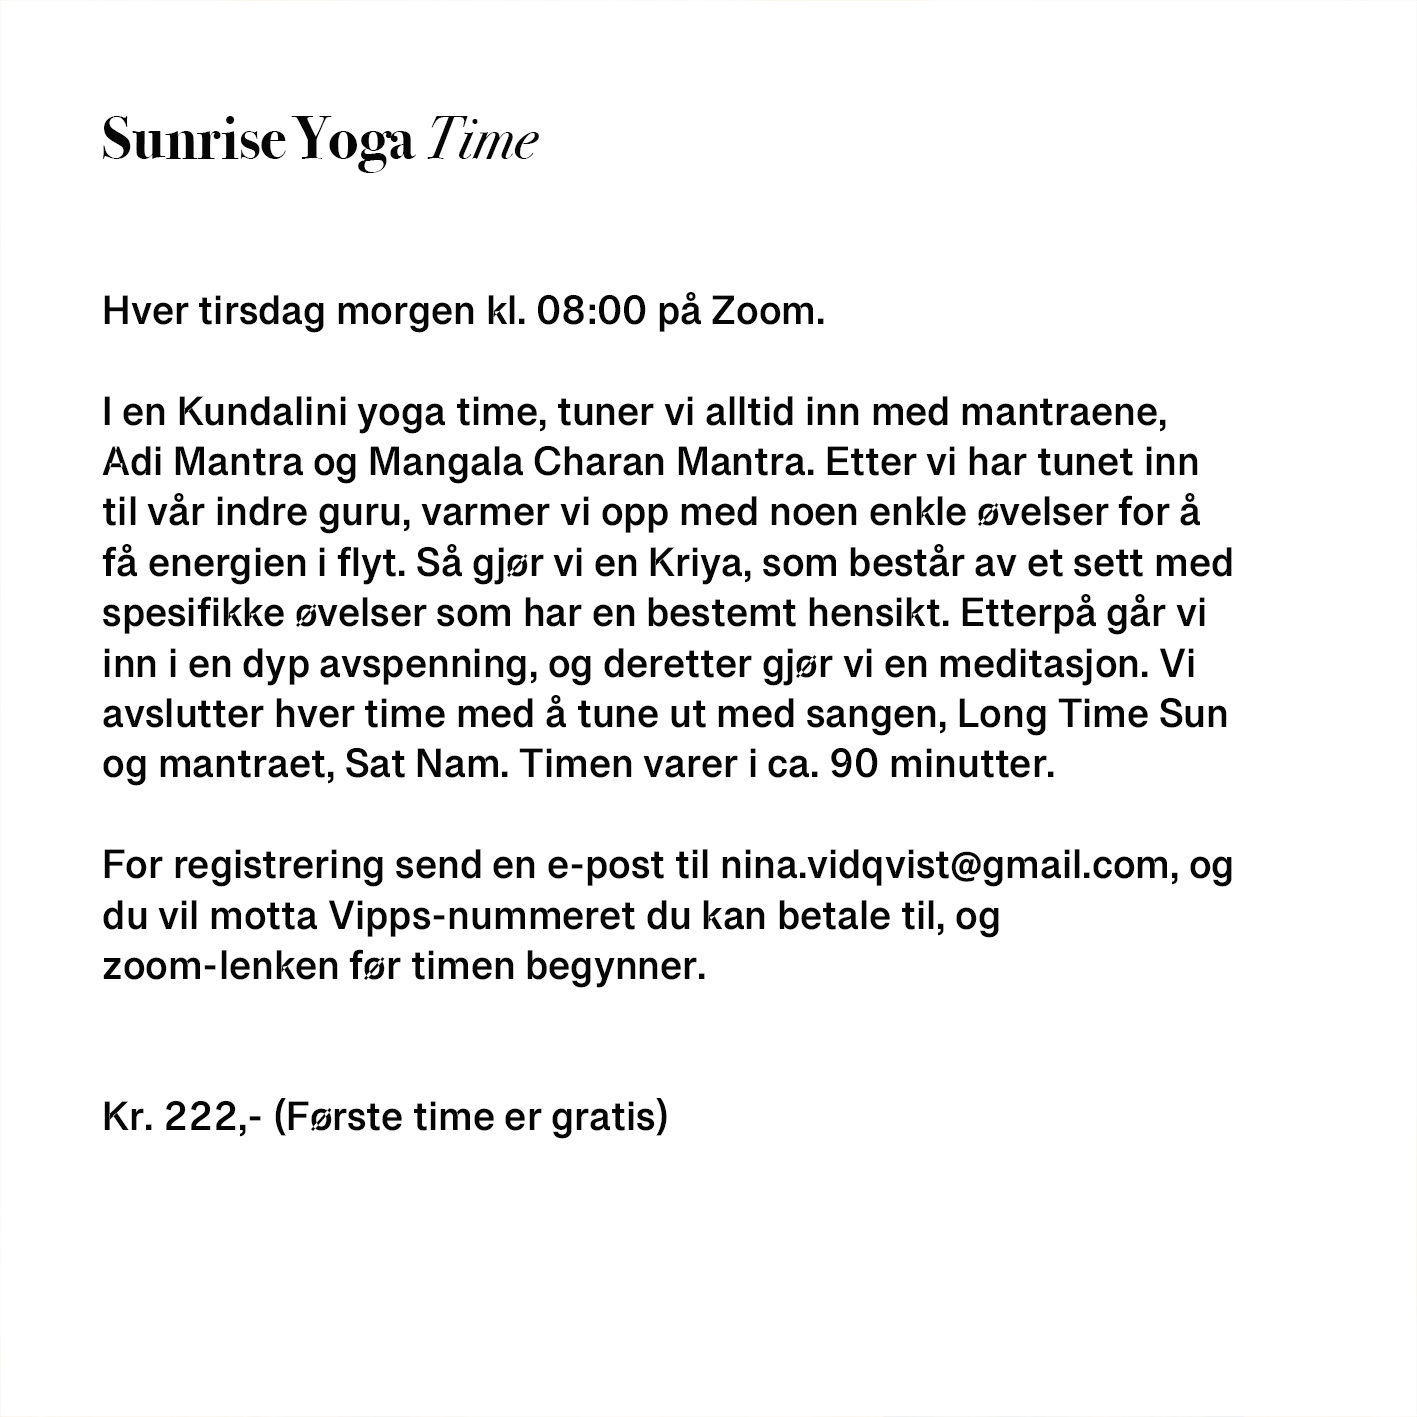 Sunrise Yoga Time
Hver tirsdag morgen kl. 08:00 på Zoom.
I en Kundalini yoga time, tuner vi alltid inn med mantraene,
Adi Mantra og Mangala Charan Mantra. Etter vi har tunet inn
til vår indre guru, varmer vi opp med noen enkle øvelser for å
få energien i flyt. Så gjør vi en Kriya, som består av et sett med
spesifikke øvelser som har en bestemt hensikt. Etterpå går vi
inn i en dyp avspenning, og deretter gjør vi en meditasjon. Vi
avslutter hver time med å tune ut med sangen, Long Time Sun
og mantraet, Sat Nam. Timen varer i ca. 90 minutter.
For registrering send en e-post til nina.vidqvist@gmail.com, og
du vil motta Vipps-nummeret du kan betale til, og
zoom-lenken før timen begynner.
Kr. 222,- (Første time er gratis)